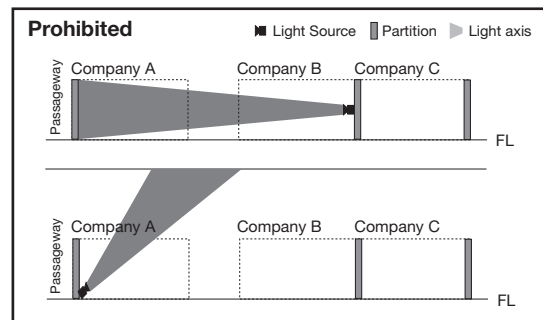 Prohibited
Light Source Partition Light axis
Passageway
Company A Company B Company C
FL
Passageway
Company A Company B Company C
FL